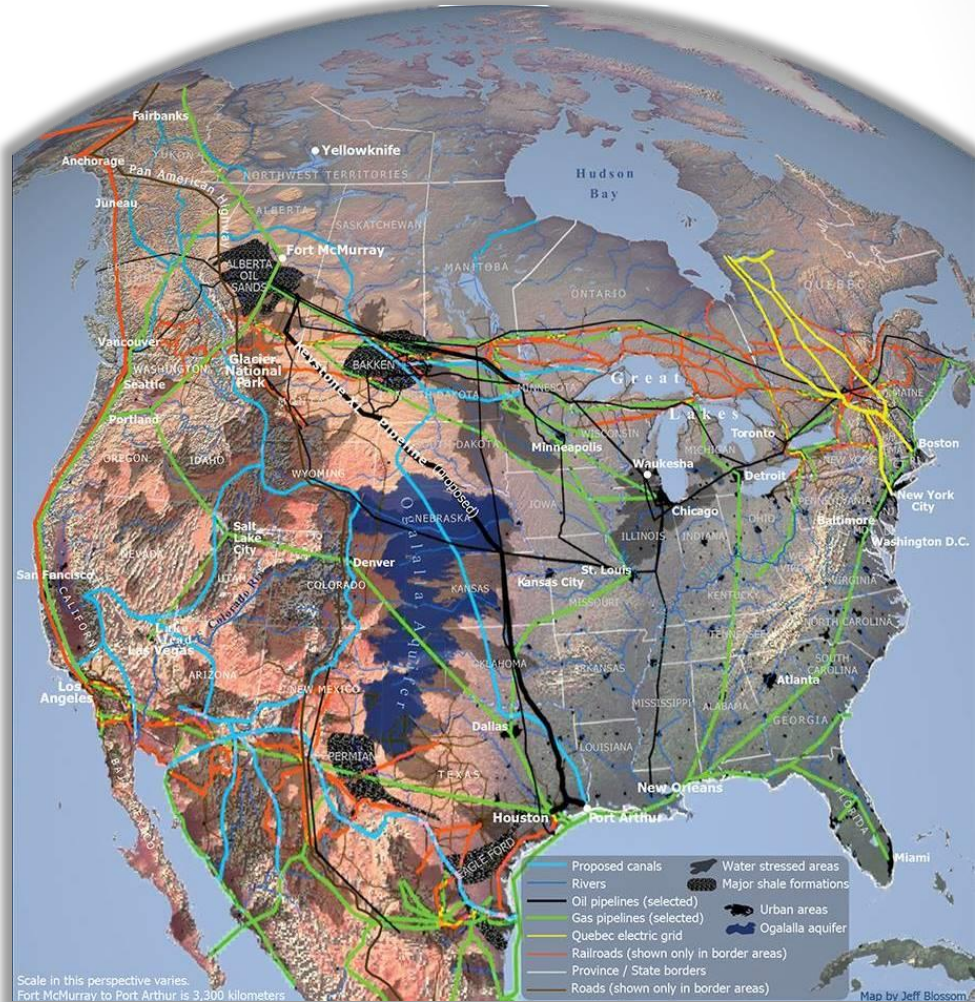 Fairbanks
Yellowknife
Anchorage
YUKON
NORTHWEST TERRITORIES
Hudson
Bay
Pan American Highway
Juneau
ALBERTA
SASKATCHEWAN
Fort McMurray
ALBERTA
OIL
SANDS
MANITOBA
ONTARIO
QUEBEC
Vancouver
WASHINGTON
Seattle
Glacier
National
Park
Keystone XL Pipeline (proposed)
BAKKEN
NORTH DAKOTA
MINNESOTA
Great
Lakes
MAINE
Portland
OREGON
IDAHO
WYOMING
Minneapolis
WISCONSIN
MICHIGAN
Toronto
Boston
Waukesha
Detroit
NEW YORK
New York
City
Chicago
IOWA
NEBRASKA
Ogalala Aquifer
PENNSYLVANIA
Baltimore
Washington D.C.
Salt
Lake
City
NEVADA
UTAH
Denver
COLORADO
KANSAS
Kansas City
St. Louis
ILLINOIS
INDIANA
OHIO
VIRGINIA
San Fancisco
CALIFORNIA
Colorado R.
Lake
Mead
Las Vegas
MISSOURI
KENTUCKY
NORTH CAROLINA
TENNESSEE
SOUTH
CAROLINA
ARIZONA
NEW MEXICO
OKLAHOMA
ARKANSAS
Atlanta
Los
Angeles
MISSISSIPPI
ALABAMA
GEORGIA
Dallas
PERMIAN
TEXAS
LOUISIANA
New Orleans
Houston
Port Arthur
FLORIDA
EAGLE FORD
Miami
Proposed canals
Rivers
Oil pipelines (selected)
Gas pipelines (selected)
Quebec electric grid
Railroads (shown only in border areas)
Province / State borders
Roads (shown only in border areas)
Water stressed areas
Major shale formations
Urban areas
Ogalalla aquifer
Scale in this perspective varies.
Fort McMurray to Port Arthur is 3,300 kilometers
Map by Jeff Blossom